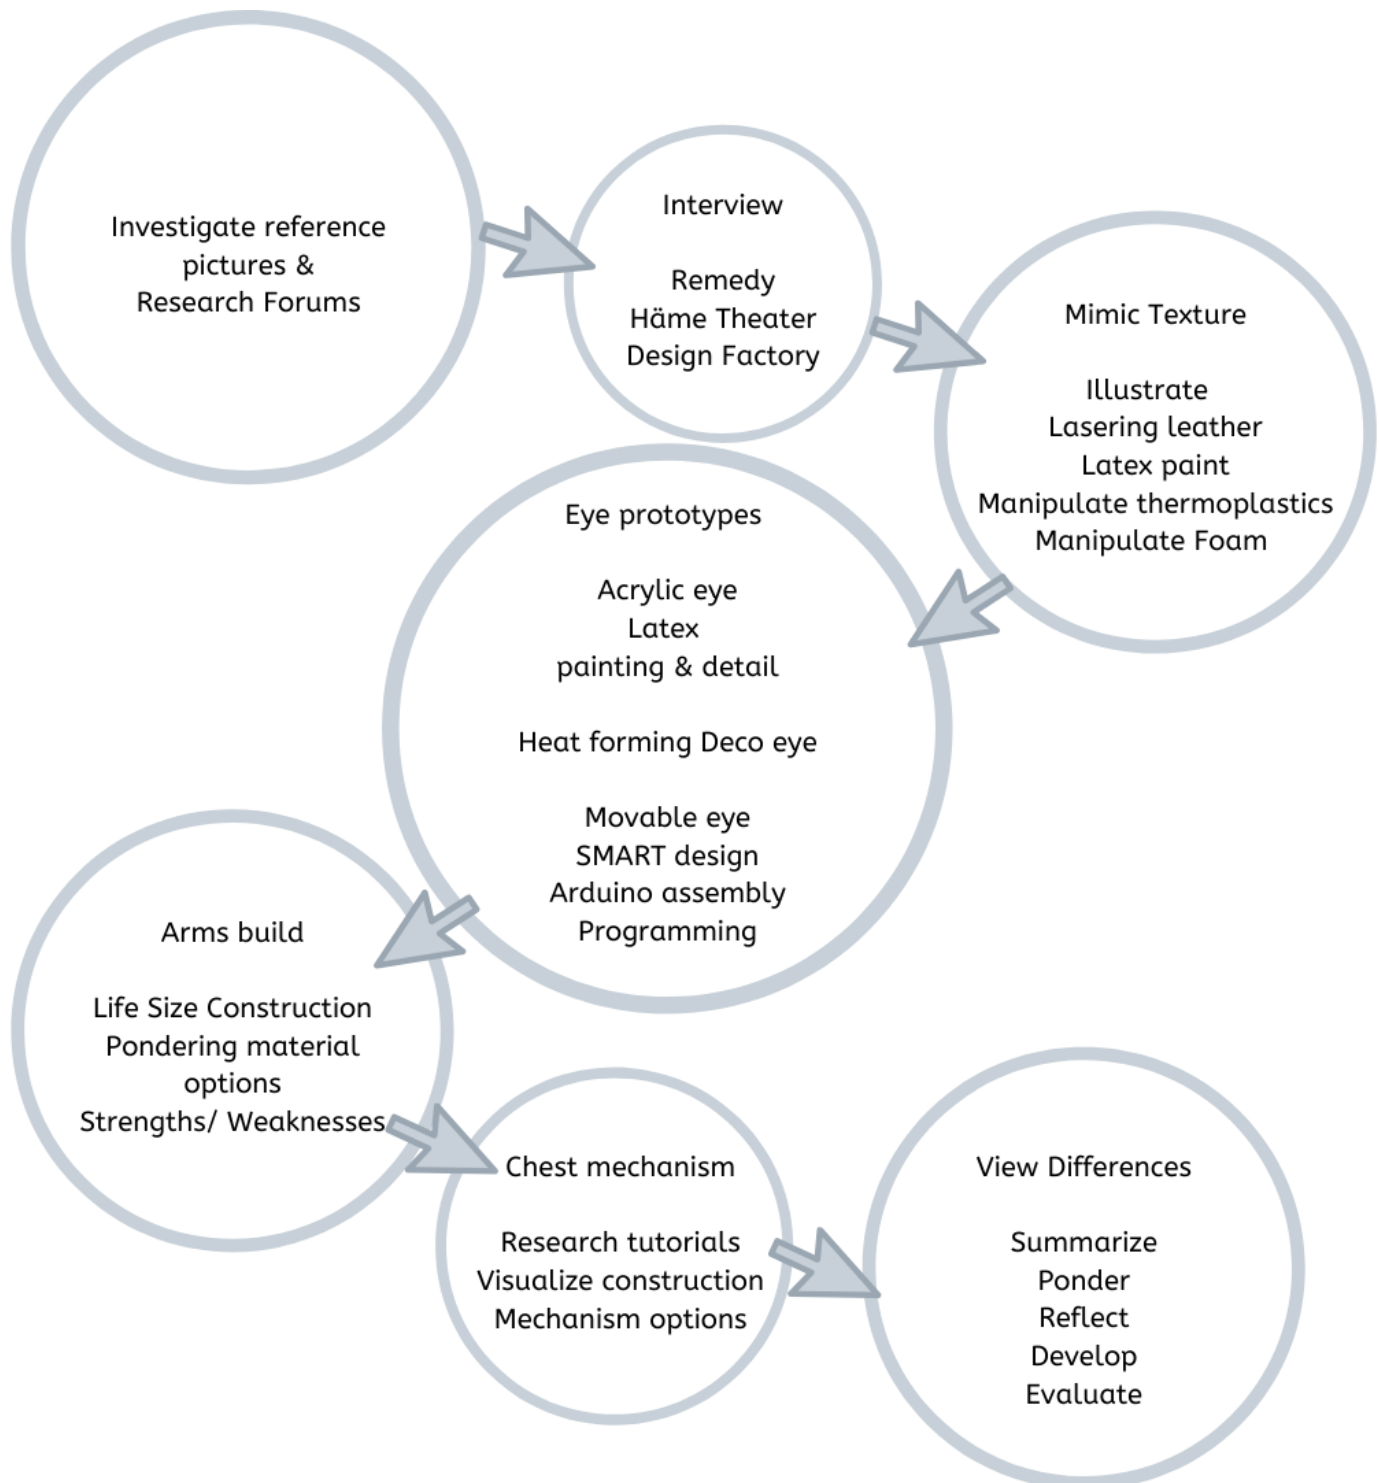 Investigate reference
pictures &
Research Forums
Interview
Remedy
Häme Theater
Design Factory
Mimic Texture
Illustrate
Lasering leather
Latex paint
Manipulate thermoplastics
Manipulate Foam
Eye prototypes
Acrylic eye
Latex
painting & detail
Heat forming Deco eye
Movable eye
SMART design
Arduino assembly
Programming
Arms build
Life Size Construction
Pondering material
options
Strengths/ Weaknesses
Chest mechanism
Research tutorials
Visualize construction
Mechanism options
View Differences
Summarize
Ponder
Reflect
Develop
Evaluate